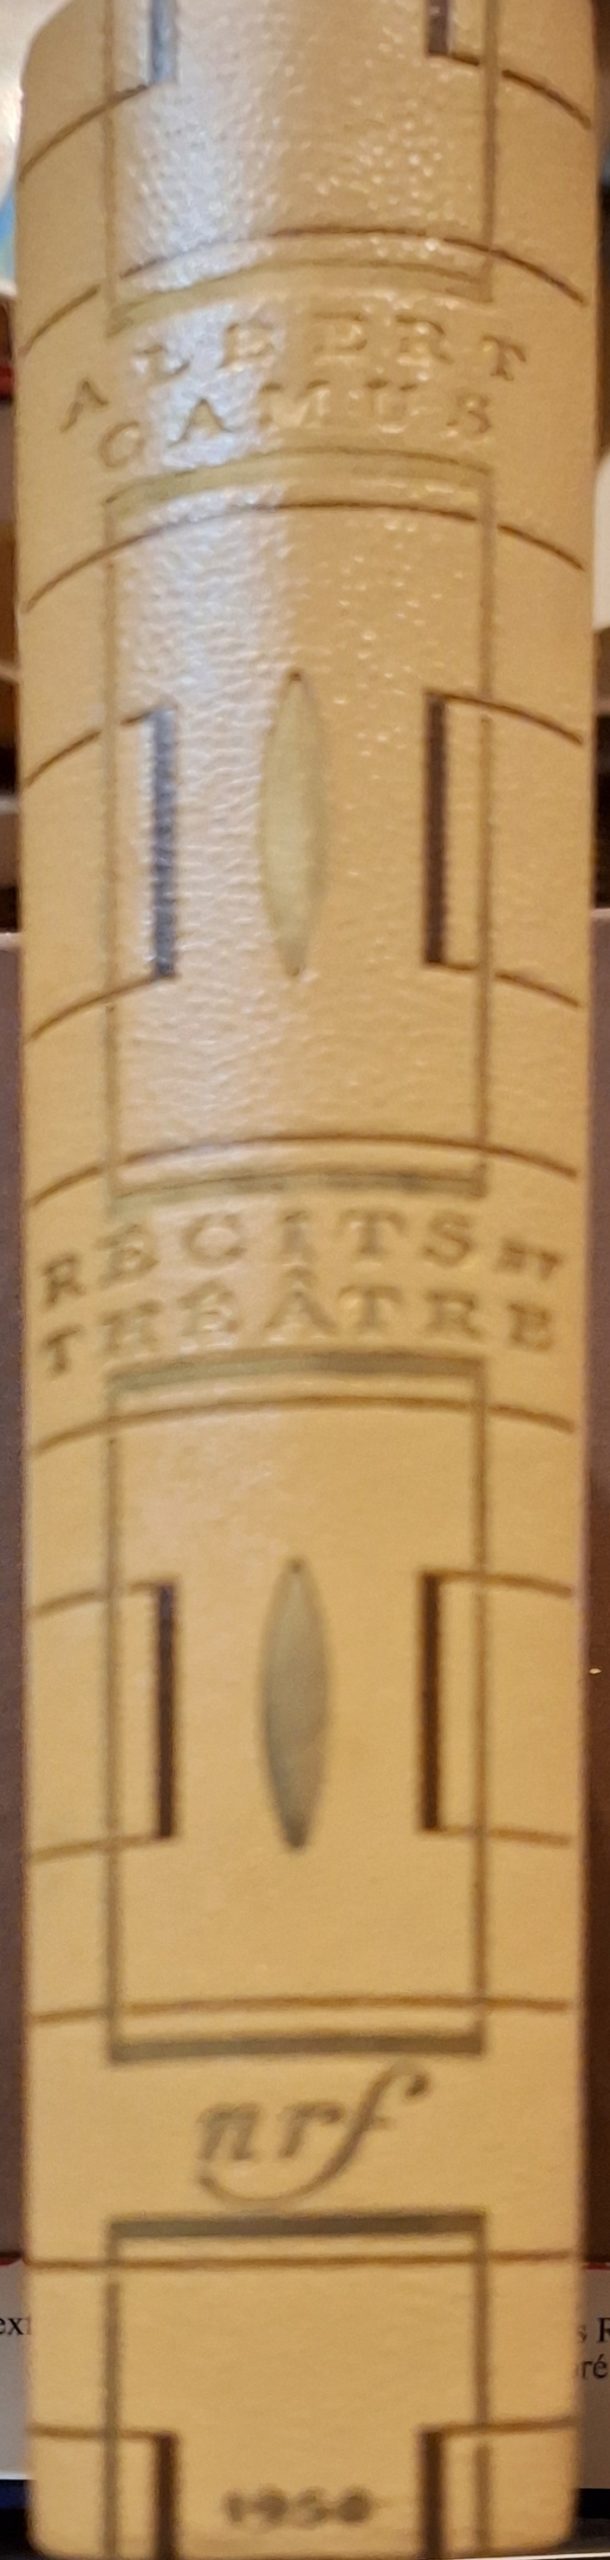 ALBERT
CAMUS
RÉCITS ET
THÉÂTRE
nrf
1958